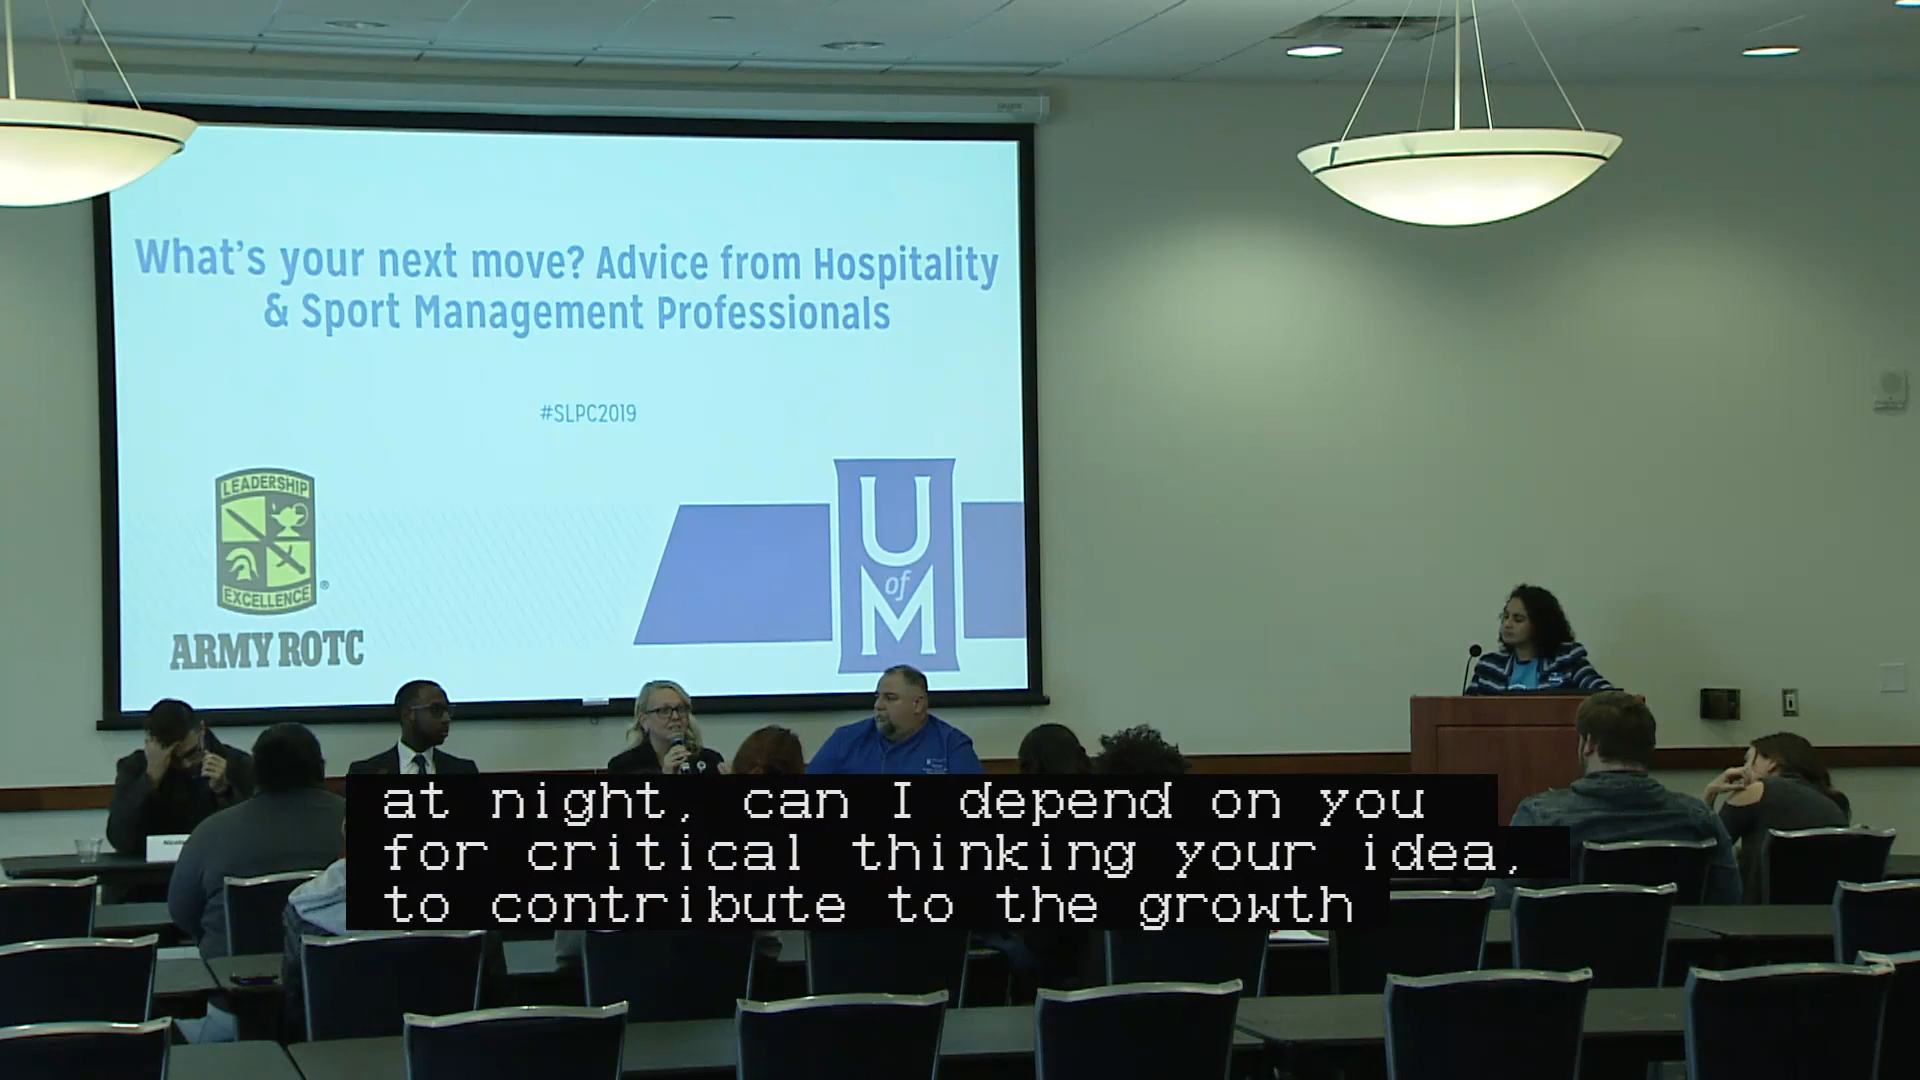 What's your next move? Advice from Hospitality
& Sport Management Professionals
#SLPC2019
LEADERSHIP
EXCELLENCE
®
ARMY ROTC
U
of
M
at night, can I depend on you
for critical thinking your idea,
to contribute to the growth